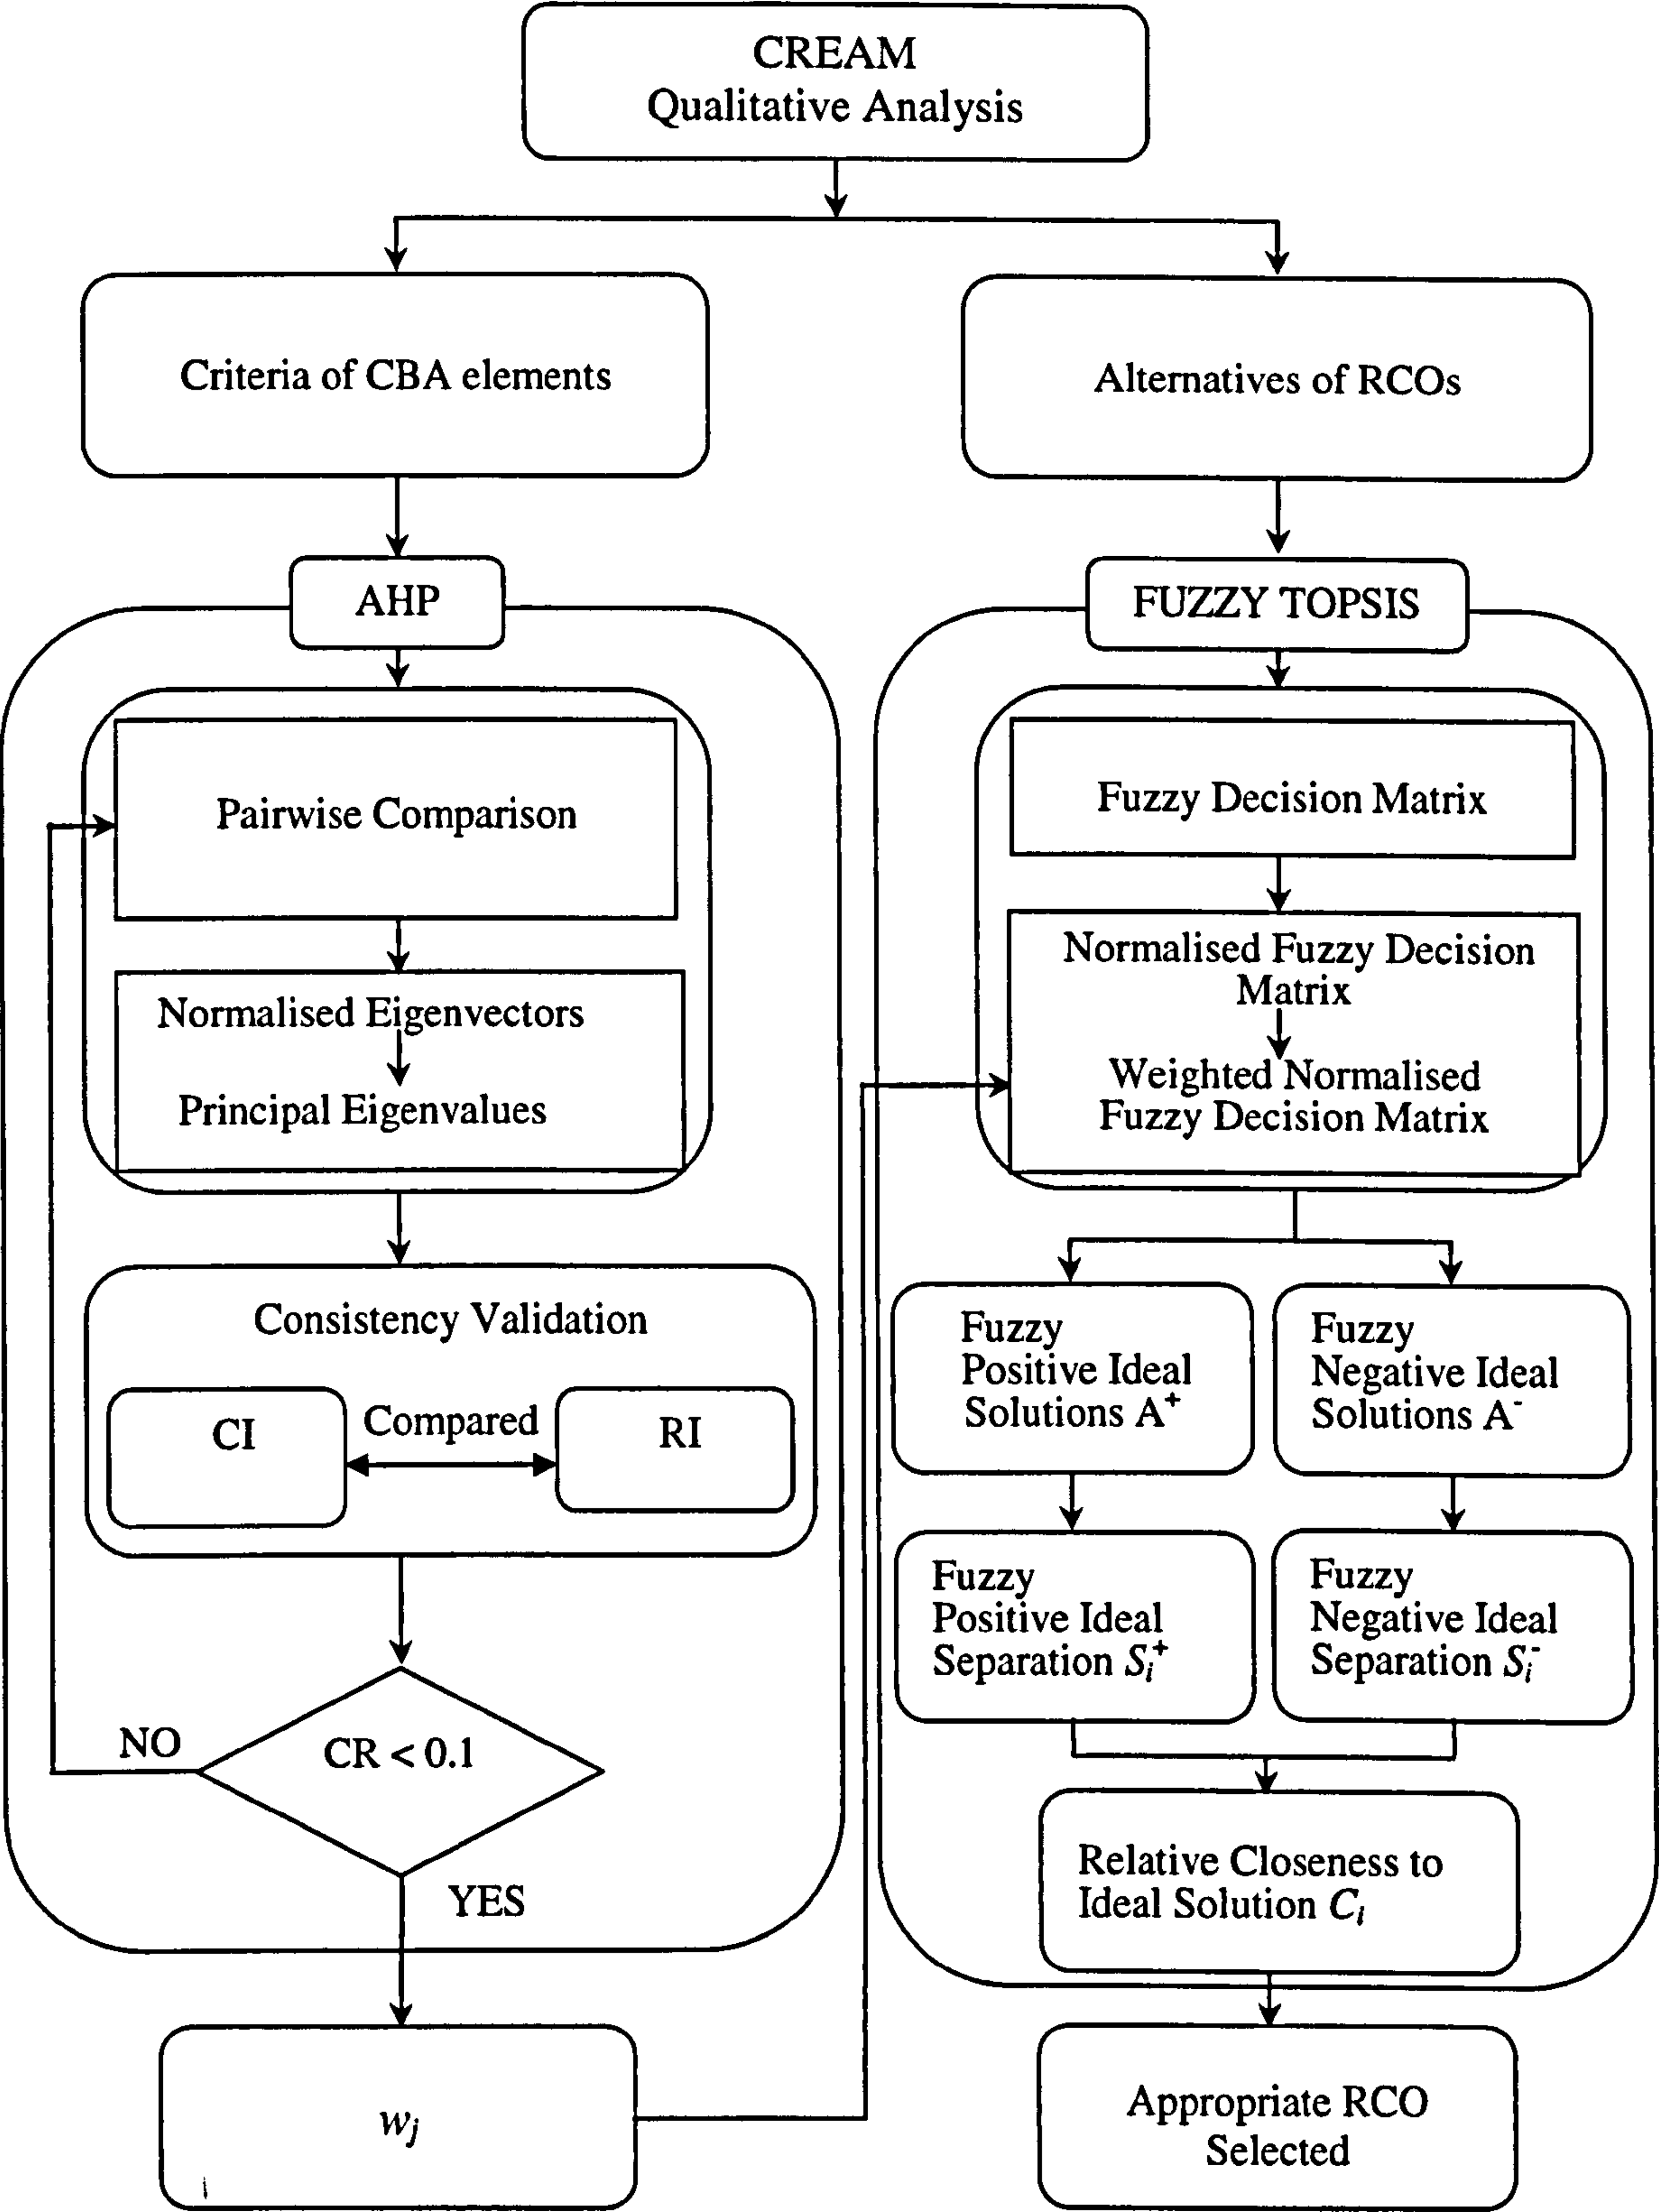 CREAM
Qualitative Analysis
Criteria of CBA elements
Alternatives of RCOs
AHP
FUZZY TOPSIS
Pairwise Comparison
Normalised Eigenvectors
Principal Eigenvalues
Consistency Validation
CI
Compared
RI
CR < 0.1
NO
YES
wj
Fuzzy Decision Matrix
Normalised Fuzzy Decision
Matrix
Weighted Normalised
Fuzzy Decision Matrix
Fuzzy
Positive Ideal
Solutions A⁺
Fuzzy
Negative Ideal
Solutions A⁻
Fuzzy
Positive Ideal
Separation Si⁺
Fuzzy
Negative Ideal
Separation Si⁻
Relative Closeness to
Ideal Solution Ci
Appropriate RCO
Selected